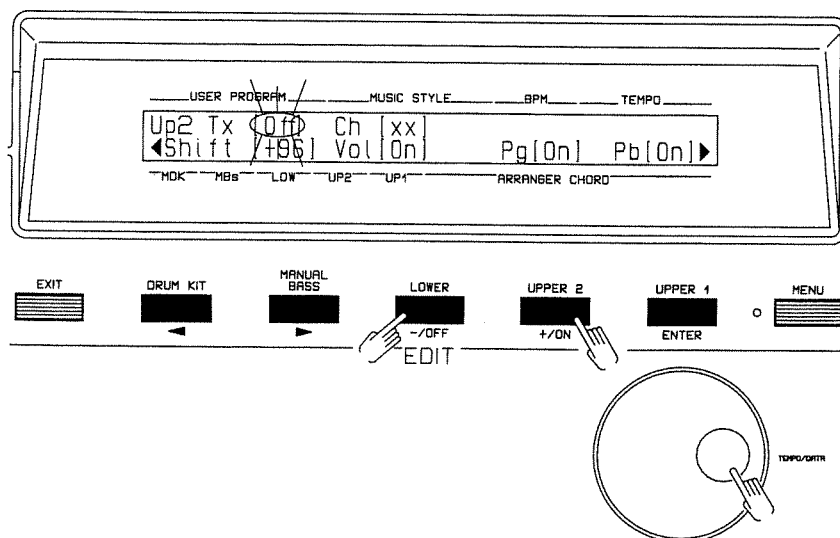 USER PROGRAM MUSIC STYLE BPM TEMPO
Up2 Tx [Off] Ch [xx]
◀Shift [+96] Vol[On] Pg[On] Pb[On]▶
MDK MBs LOW UP2 UP1 ARRANGER CHORD
EXIT DRUM KIT MANUAL BASS LOWER UPPER 2 UPPER 1 MENU
◀ ▶ -/OFF +/ON ENTER
EDIT
TEMPO/DATA